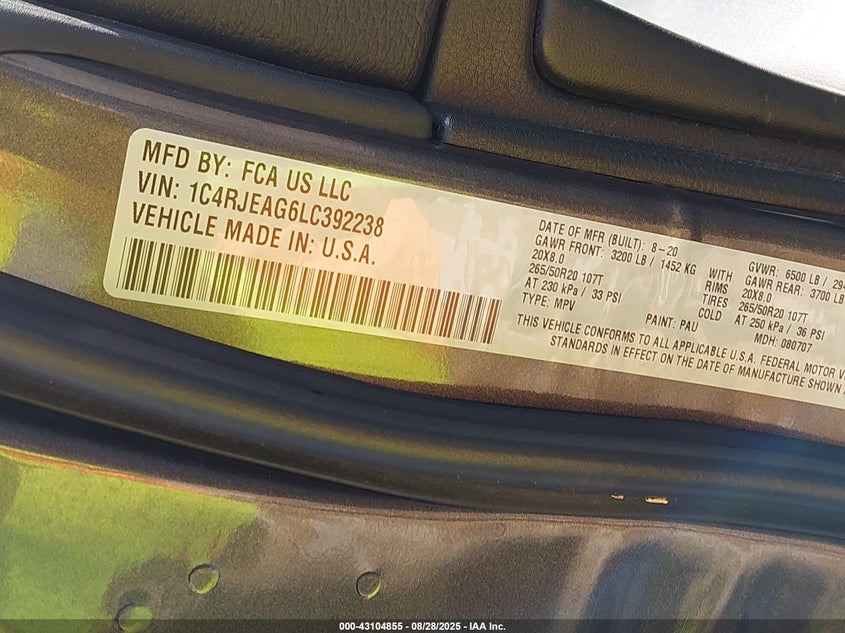 MFD BY: FCA US LLC
VIN: 1C4RJEAG6LC392238
VEHICLE MADE IN: U.S.A.
DATE OF MFR (BUILT): 8-20
GVWR: 6500 LB / 294
GAWR FRONT: 3200 LB / 1452 KG
GAWR REAR: 3700 LB
20X8.0 WITH RIMS 20X8.0
265/50R20 107T TIRES 265/50R20 107T
AT 230 kPa / 33 PSI COLD AT 250 kPa / 36 PSI
TYPE: MPV
PAINT: PAU
MDH: 080707
THIS VEHICLE CONFORMS TO ALL APPLICABLE U.S.A. FEDERAL MOTOR V
STANDARDS IN EFFECT ON THE DATE OF MANUFACTURE SHOWN
000-43104855 - 08/28/2025 - IAA Inc.